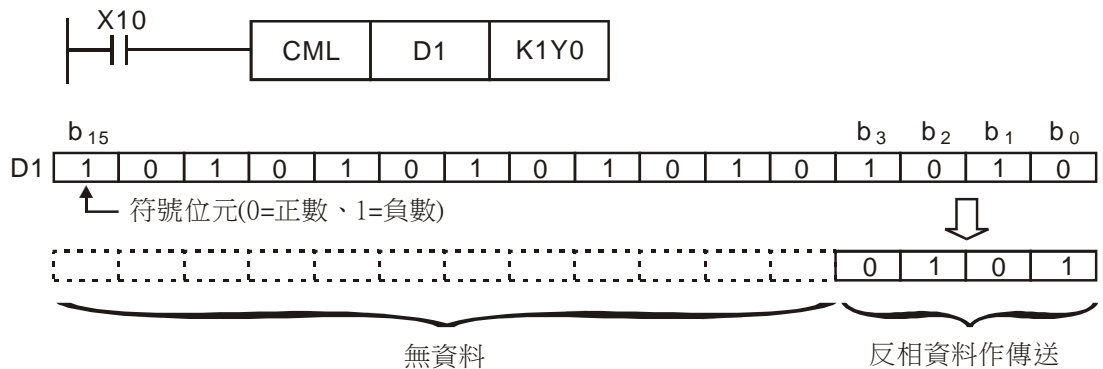 X10
CML D1 K1Y0
b15 b3 b2 b1 b0
D1 1 0 1 0 1 0 1 0 1 0 1 0 1 0 1 0
符號位元(0=正數、1=負數)
0 1 0 1
無資料 反相資料作傳送